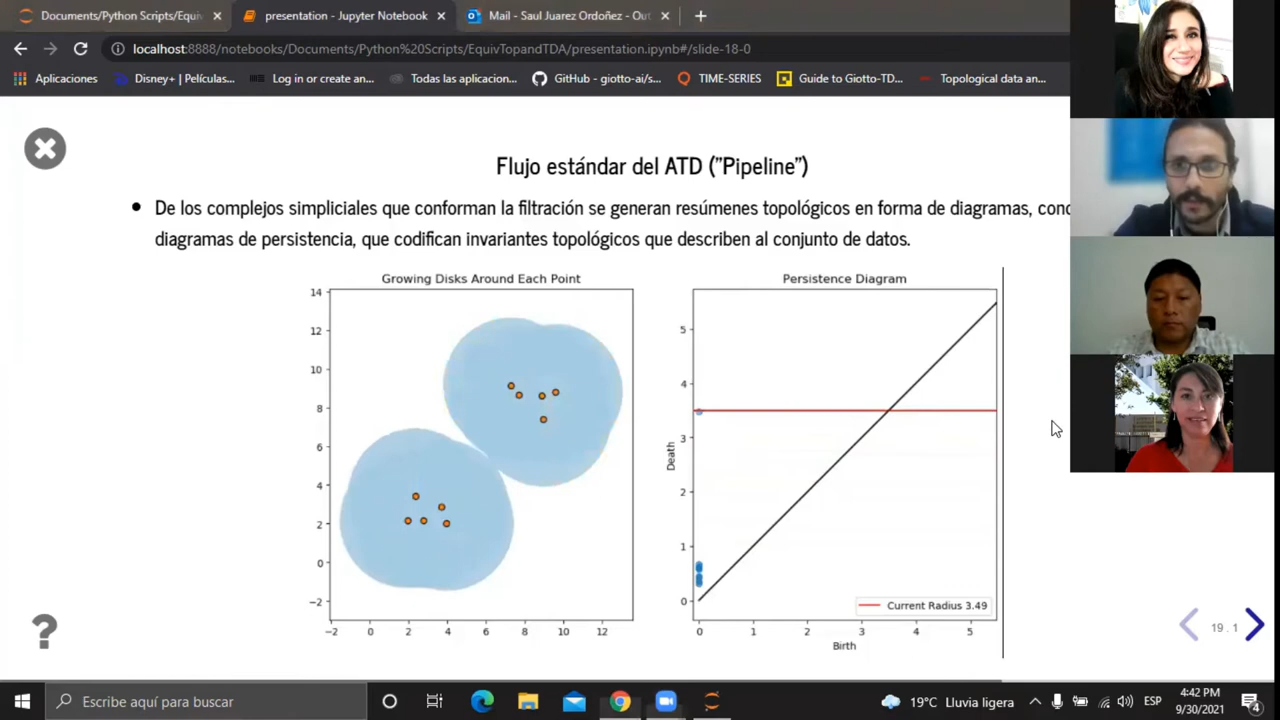 Documents/Python Scripts/Equiv
presentation - Jupyter Notebook
Mail - Saul Juarez Ordoñez - Out
localhost:8888/notebooks/Documents/Python%20Scripts/EquivTopandTDA/presentation.ipynb#/slide-18-0
Aplicaciones
Disney+ | Películas...
Log in or create an...
Todas las aplicacion...
GitHub - giotto-ai/s...
TIME-SERIES
Guide to Giotto-TD...
Topological data an...
Flujo estándar del ATD ("Pipeline")
De los complejos simpliciales que conforman la filtración se generan resúmenes topológicos en forma de diagramas, cono
diagramas de persistencia, que codifican invariantes topológicos que describen al conjunto de datos.
Growing Disks Around Each Point
14
12
10
8
6
4
2
0
−2
−2 0 2 4 6 8 10 12
Persistence Diagram
Death
5
4
3
2
1
0
Current Radius 3.49
0 1 2 3 4 5
Birth
?
19 . 1
Escribe aquí para buscar
19°C Lluvia ligera
ESP
4:42 PM
9/30/2021
4